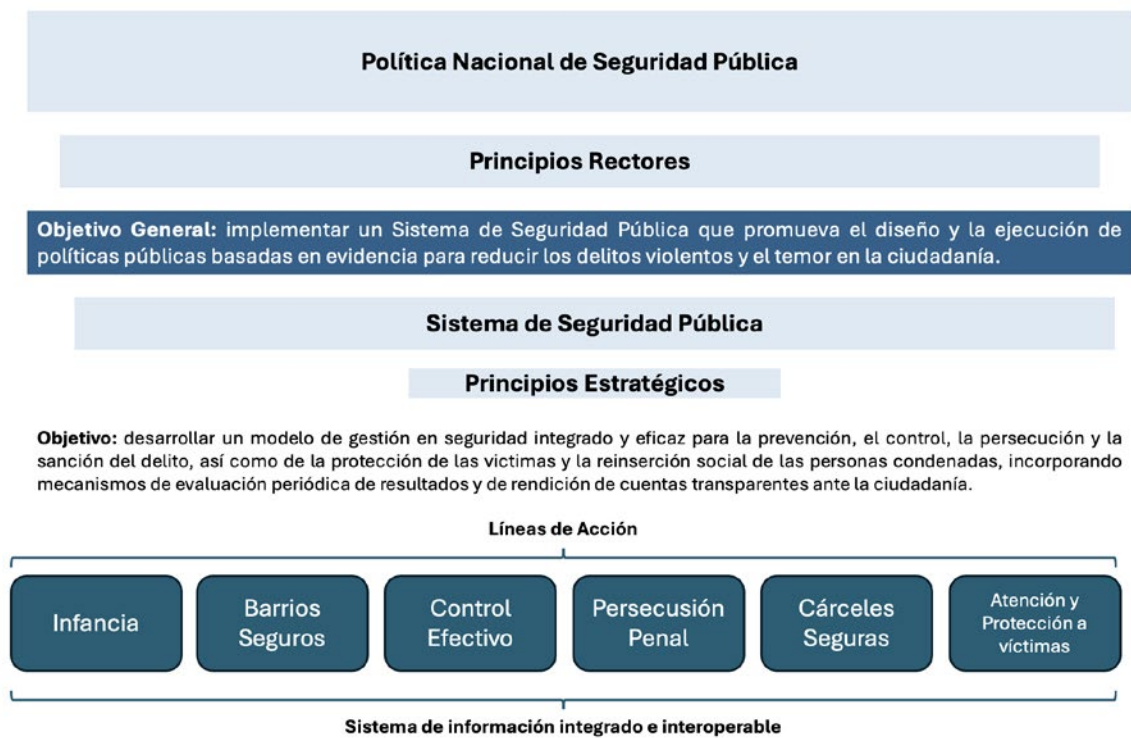 Política Nacional de Seguridad Pública
Principios Rectores
Objetivo General: implementar un Sistema de Seguridad Pública que promueva el diseño y la ejecución de
políticas públicas basadas en evidencia para reducir los delitos violentos y el temor en la ciudadanía.
Sistema de Seguridad Pública
Principios Estratégicos
Objetivo: desarrollar un modelo de gestión en seguridad integrado y eficaz para la prevención, el control, la persecución y la
sanción del delito, así como de la protección de las victimas y la reinserción social de las personas condenadas, incorporando
mecanismos de evaluación periódica de resultados y de rendición de cuentas transparentes ante la ciudadanía.
Líneas de Acción
Infancia
Barrios
Seguros
Control
Efectivo
Persecusión
Penal
Cárceles
Seguras
Atención y
Protección a
víctimas
Sistema de información integrado e interoperable